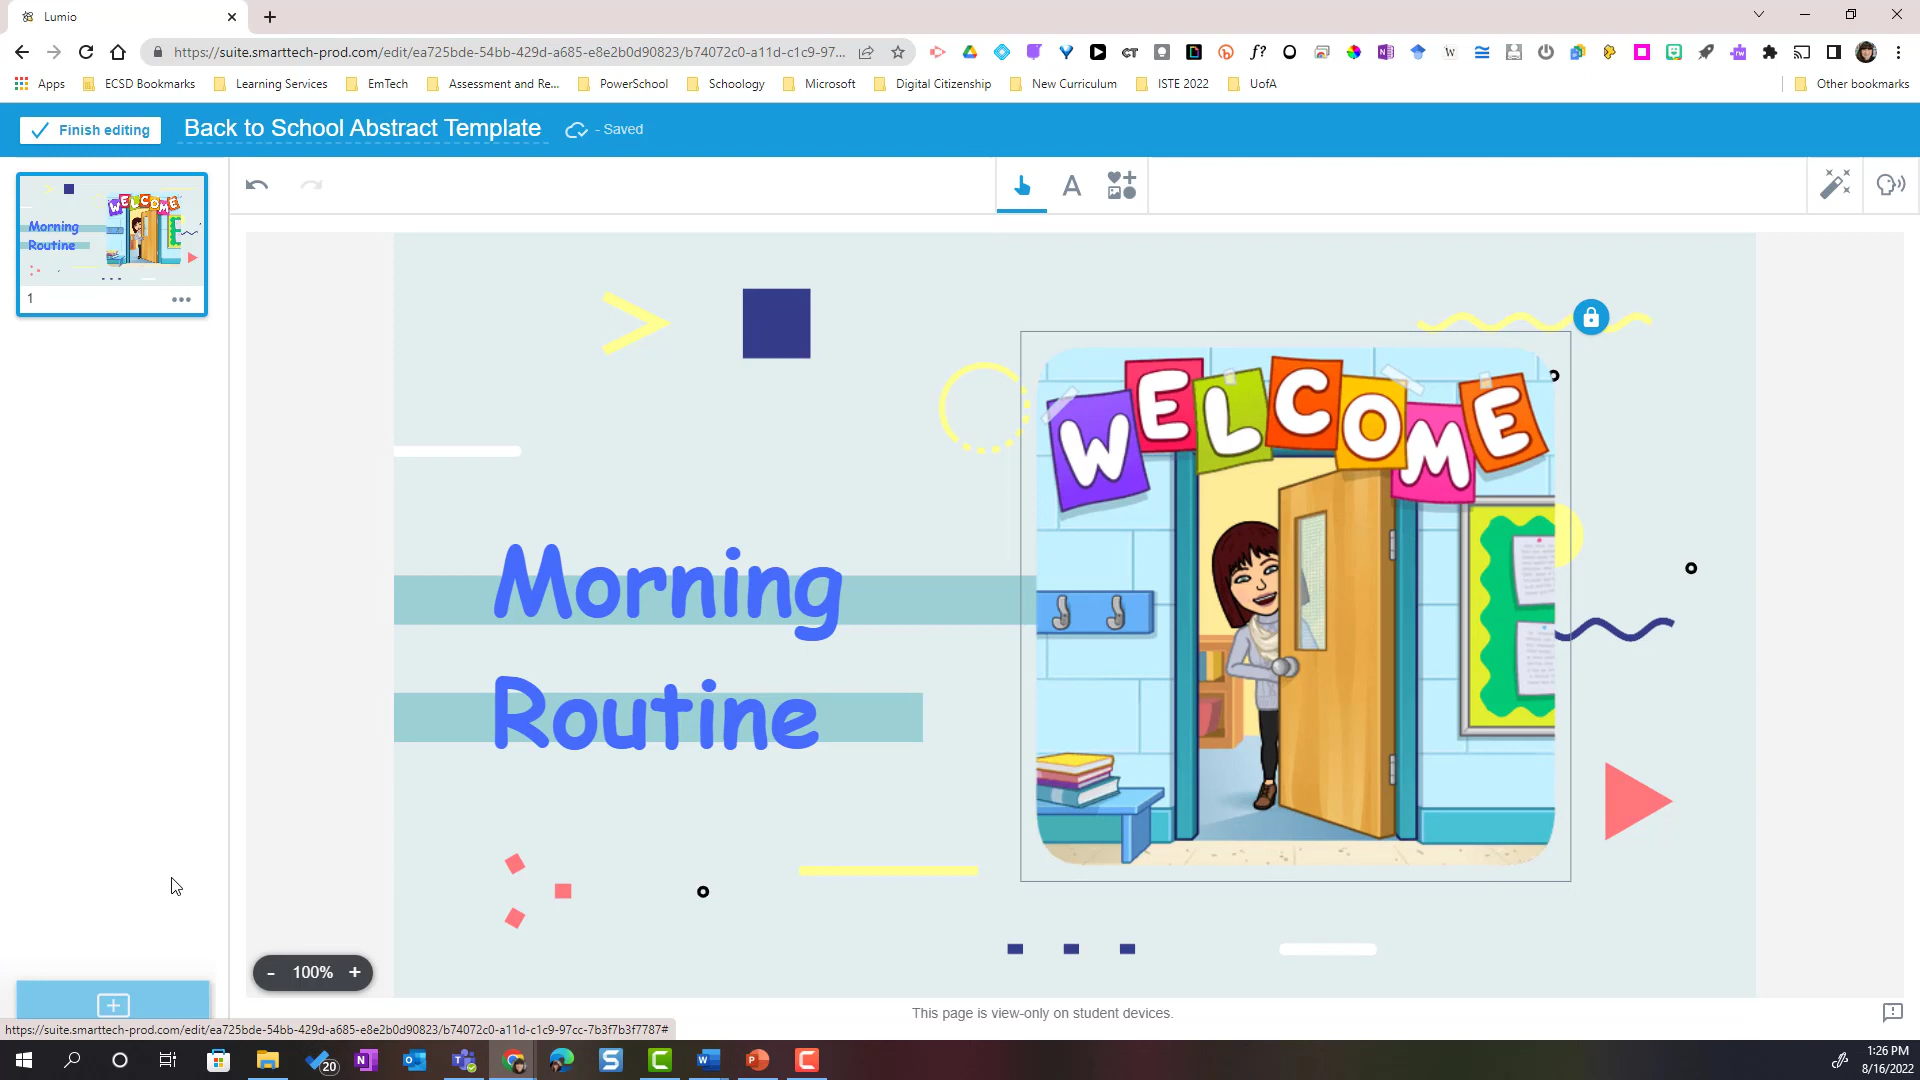 Lumio
https://suite.smarttech-prod.com/edit/ea725bde-54bb-429d-a685-e8e2b0d90823/b74072c0-a11d-c1c9-97...
Apps
ECSD Bookmarks
Learning Services
EmTech
Assessment and Re...
PowerSchool
Schoology
Microsoft
Digital Citizenship
New Curriculum
ISTE 2022
UofA
Other bookmarks
Finish editing
Back to School Abstract Template
- Saved
Morning
Routine
WELCOME
1
A
WELCOME
Morning
Routine
- 100% +
This page is view-only on student devices.
https://suite.smarttech-prod.com/edit/ea725bde-54bb-429d-a685-e8e2b0d90823/b74072c0-a11d-c1c9-97cc-7b3f7b3f7787#
20
1:26 PM
8/16/2022